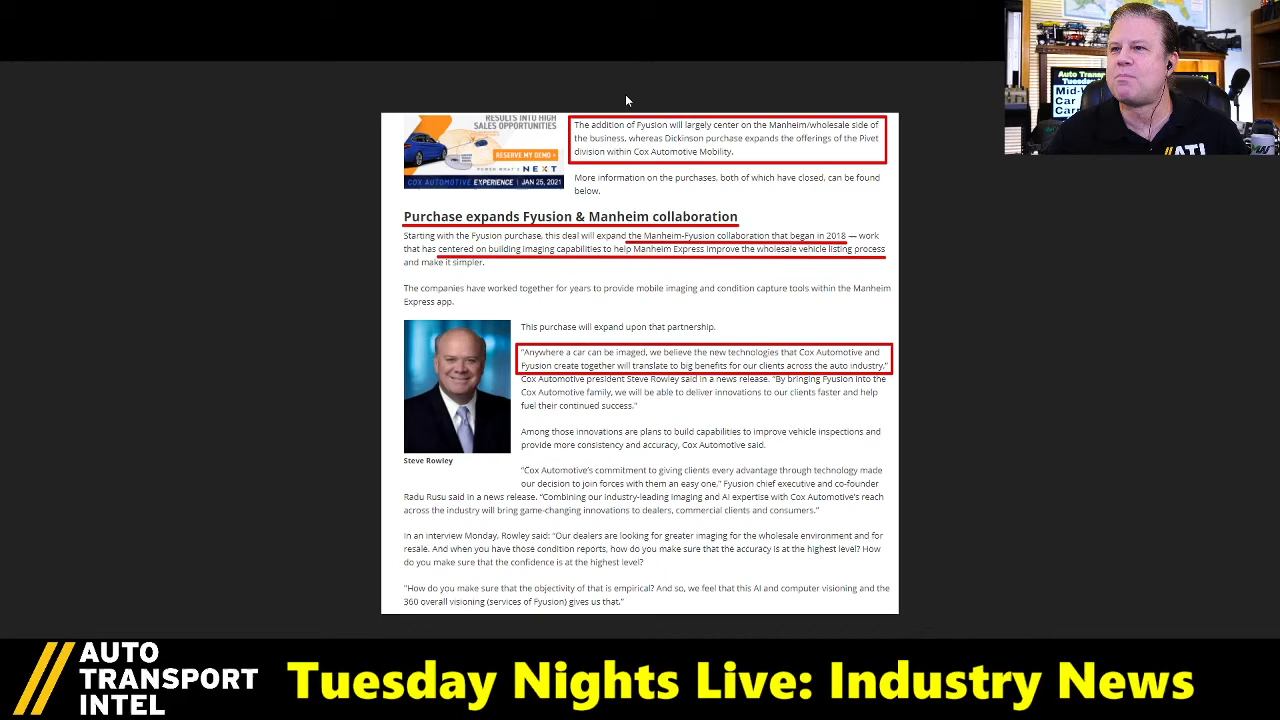 RESULTS INTO HIGH
SALES OPPORTUNITIES
RESERVE MY DEMO
POWER WHAT'S NEXT
COX AUTOMOTIVE EXPERIENCE | JAN 25, 2021
The addition of Fyusion will largely center on the Manheim/wholesale side of
the business, whereas Dickinson purchase expands the offerings of the Pivet
division within Cox Automotive Mobility.
More information on the purchases, both of which have closed, can be found
below.
Purchase expands Fyusion & Manheim collaboration
Starting with the Fyusion purchase, this deal will expand the Manheim-Fyusion collaboration that began in 2018 — work
that has centered on building imaging capabilities to help Manheim Express improve the wholesale vehicle listing process
and make it simpler.
The companies have worked together for years to provide mobile imaging and condition capture tools within the Manheim
Express app.
This purchase will expand upon that partnership.
"Anywhere a car can be imaged, we believe the new technologies that Cox Automotive and
Fyusion create together will translate to big benefits for our clients across the auto industry,"
Cox Automotive president Steve Rowley said in a news release. "By bringing Fyusion into the
Cox Automotive family, we will be able to deliver innovations to our clients faster and help
fuel their continued success."
Among those innovations are plans to build capabilities to improve vehicle inspections and
provide more consistency and accuracy, Cox Automotive said.
Steve Rowley
"Cox Automotive's commitment to giving clients every advantage through technology made
our decision to join forces with them an easy one." Fyusion chief executive and co-founder
Radu Rusu said in a news release. "Combining our industry-leading imaging and AI expertise with Cox Automotive's reach
across the industry will bring game-changing innovations to dealers, commercial clients and consumers."
In an interview Monday, Rowley said: "Our dealers are looking for greater imaging for the wholesale environment and for
resale. And when you have those condition reports, how do you make sure that the accuracy is at the highest level? How
do you make sure that the confidence is at the highest level?
"How do you make sure that the objectivity of that is empirical? And so, we feel that this AI and computer visioning and the
360 overall visioning (services of Fyusion) gives us that."
Auto Transp
Tuesday
Mid-
Car
Car
ATI
AUTO
TRANSPORT
INTEL
Tuesday Nights Live: Industry News